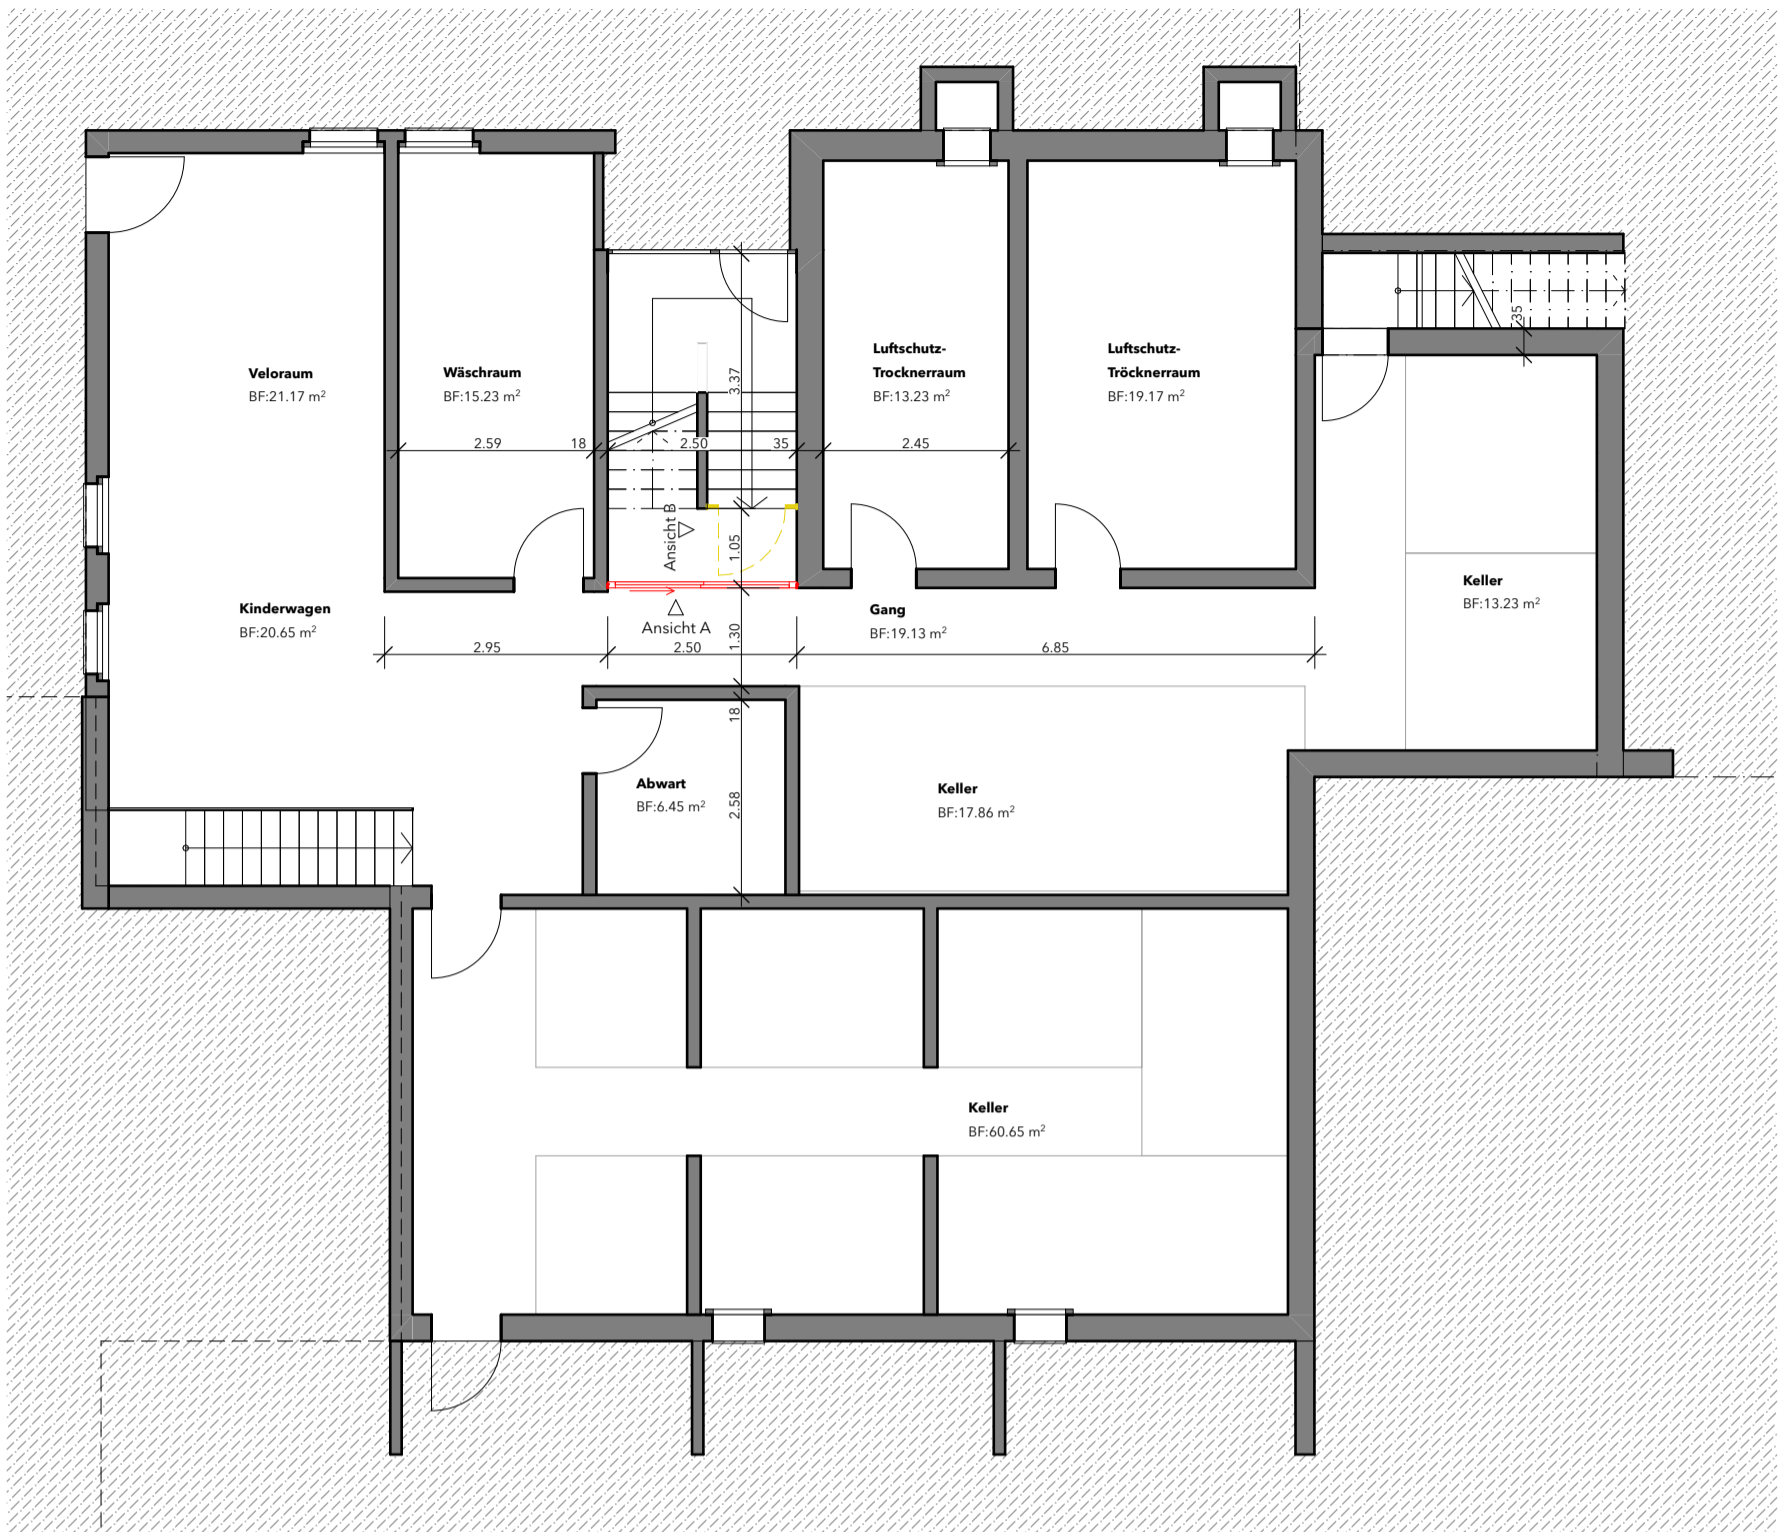 Veloraum
BF:21.17 m²
Wäschraum
BF:15.23 m²
Luftschutz-
Trocknerraum
BF:13.23 m²
Luftschutz-
Tröcknerraum
BF:19.17 m²
35
3.37
2.59
18
2.50
35
2.45
Ansicht B
1.05
Kinderwagen
BF:20.65 m²
Ansicht A
1.30
Gang
BF:19.13 m²
Keller
BF:13.23 m²
2.95
2.50
6.85
18
Abwart
BF:6.45 m²
2.58
Keller
BF:17.86 m²
Keller
BF:60.65 m²